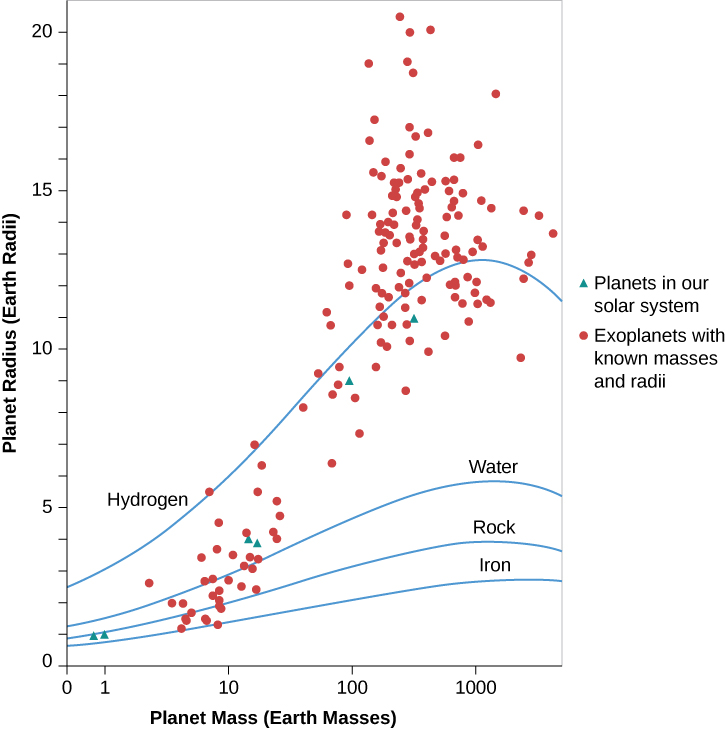 20
15
10
5
0
Planet Radius (Earth Radii)
Hydrogen
Water
Rock
Iron
0 1 10 100 1000
Planet Mass (Earth Masses)
Planets in our
solar system
Exoplanets with
known masses
and radii